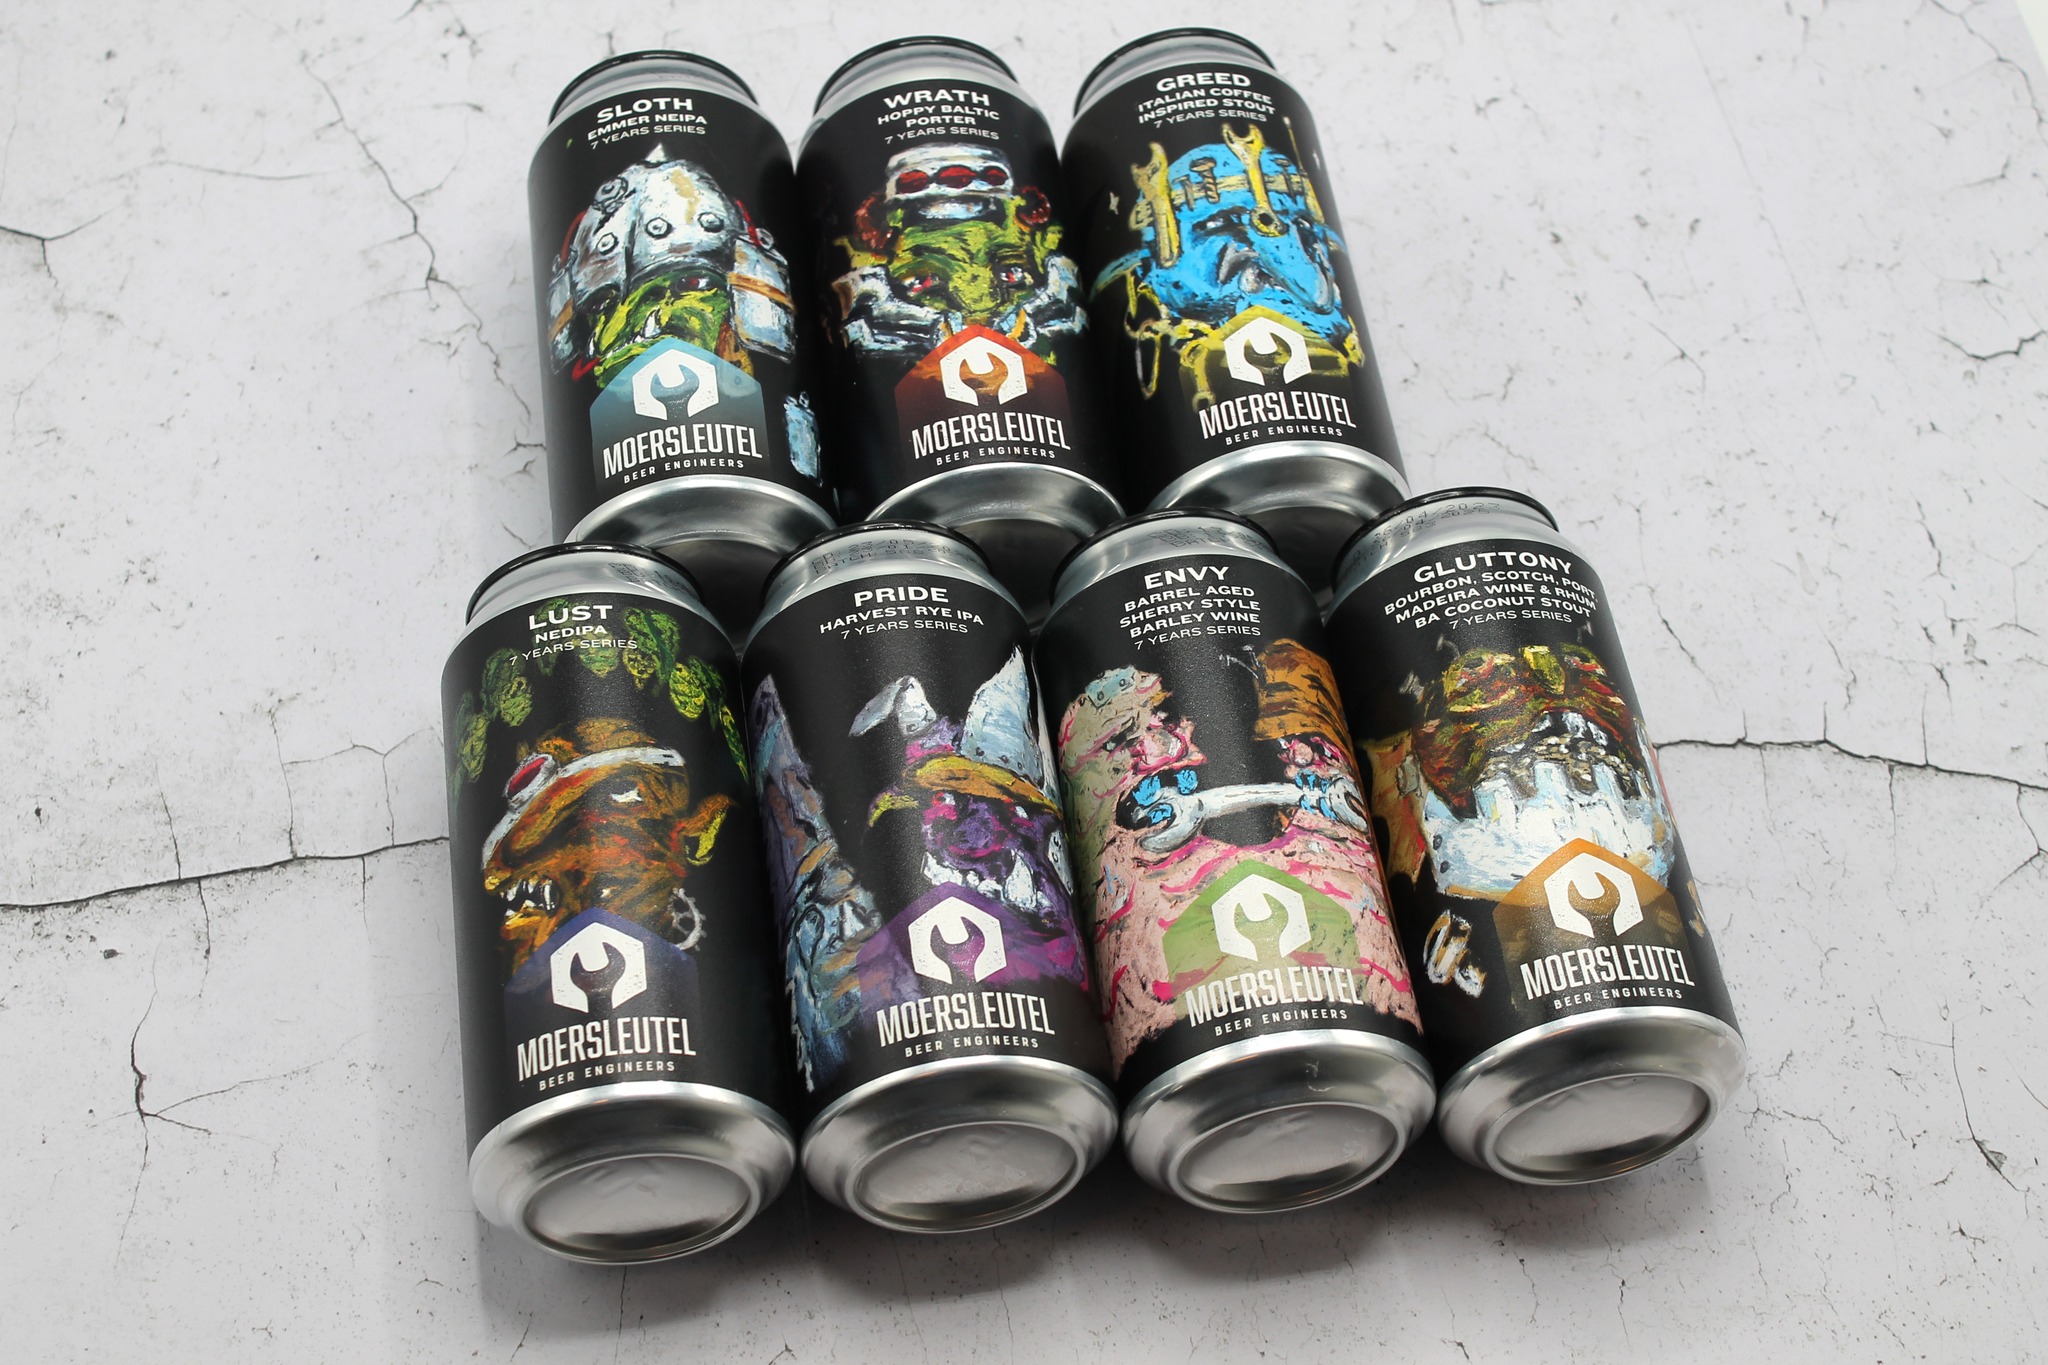 SLOTH
EMMER NEIPA
7 YEARS SERIES
MOERSLEUTEL
BEER ENGINEERS
WRATH
HOPPY BALTIC
PORTER
7 YEARS SERIES
MOERSLEUTEL
BEER ENGINEERS
GREED
ITALIAN COFFEE
INSPIRED STOUT
7 YEARS SERIES
MOERSLEUTEL
BEER ENGINEERS
LUST
NEDIPA
7 YEARS SERIES
MOERSLEUTEL
BEER ENGINEERS
PRIDE
HARVEST RYE IPA
7 YEARS SERIES
MOERSLEUTEL
BEER ENGINEERS
ENVY
BARREL AGED
SHERRY STYLE
BARLEY WINE
7 YEARS SERIES
MOERSLEUTEL
BEER ENGINEERS
GLUTTONY
BOURBON, SCOTCH, PORT,
MADEIRA WINE & RHUM
BA COCONUT STOUT
7 YEARS SERIES
MOERSLEUTEL
BEER ENGINEERS